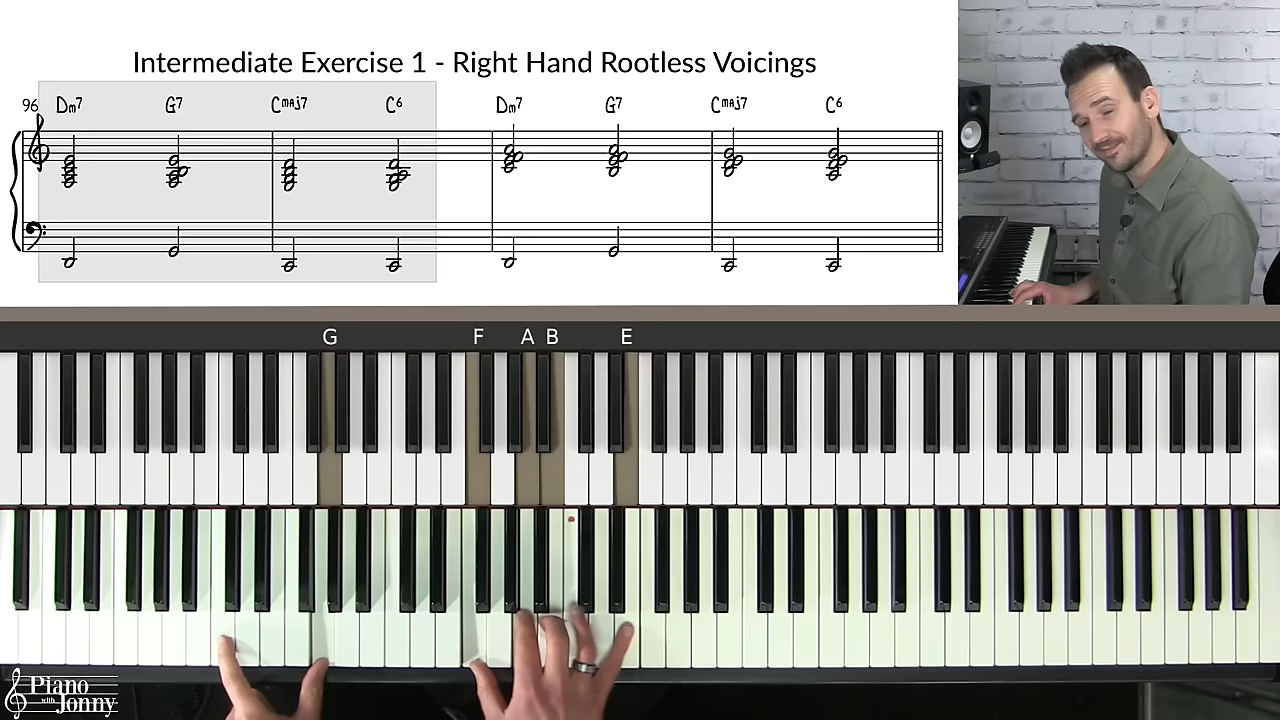 Intermediate Exercise 1 - Right Hand Rootless Voicings
96 Dm7 G7 Cmaj7 C6 Dm7 G7 Cmaj7 C6
G F A B E
Piano
with
Jonny